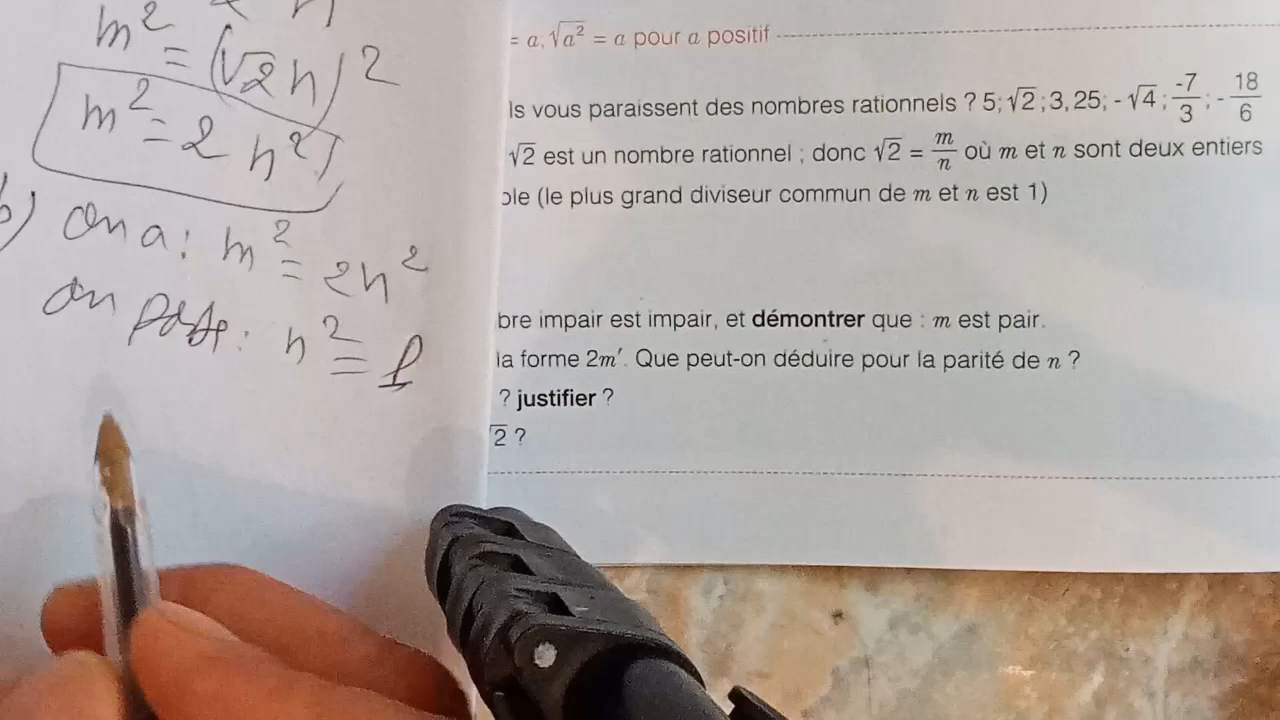 m² = (√2 n)²
m² = 2n²
b) on a : m² = 2n²
on pose : n² = p
= a, √a² = a pour a positif
ls vous paraissent des nombres rationnels ? 5; √2 ; 3, 25; - √4 ; -7/3 ; - 18/6
√2 est un nombre rationnel ; donc √2 = m/n où m et n sont deux entiers
ble (le plus grand diviseur commun de m et n est 1)
bre impair est impair, et démontrer que : m est pair.
la forme 2m′. Que peut-on déduire pour la parité de n ?
? justifier ?
√2 ?